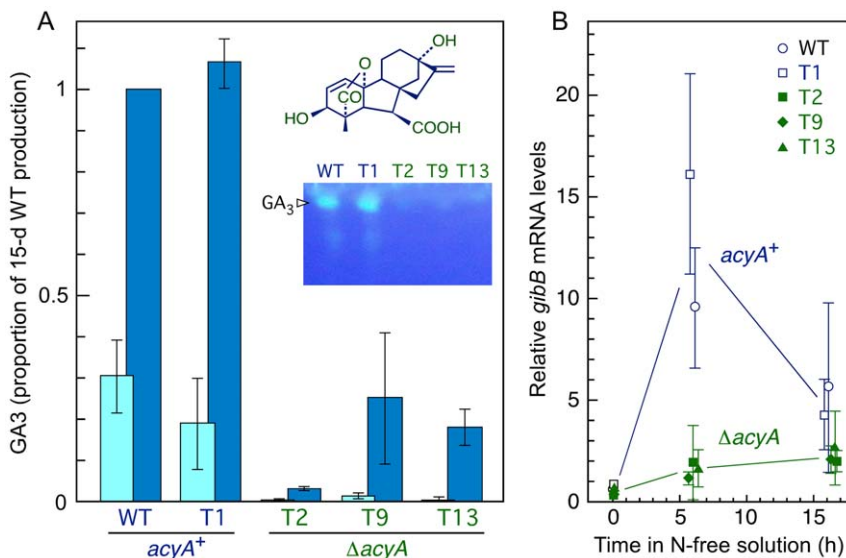 A
GA3 (proportion of 15-d WT production)
1
0.5
0
OH
O
CO
HO
COOH
WT T1 T2 T9 T13
GA3
WT T1 T2 T9 T13
acyA+ ΔacyA
B
Relative gibB mRNA levels
20
15
10
5
0
WT
T1
T2
T9
T13
acyA+
ΔacyA
0 5 10 15
Time in N-free solution (h)